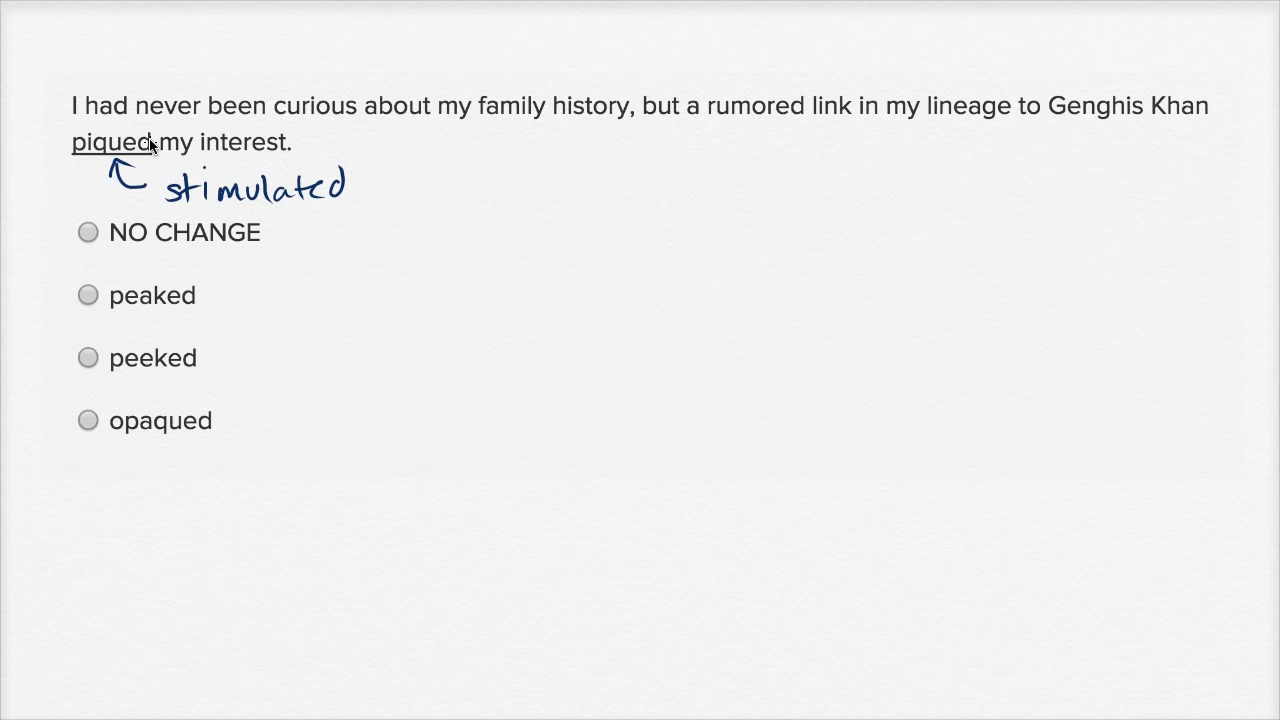 I had never been curious about my family history, but a rumored link in my lineage to Genghis Khan
piqued my interest.
stimulated
NO CHANGE
peaked
peeked
opaqued